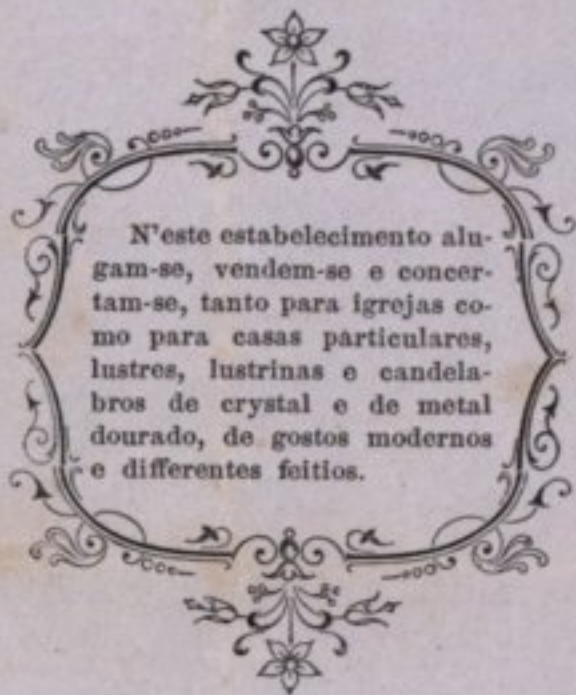 N'este estabelecimento alu-
gam-se, vendem-se e concer-
tam-se, tanto para igrejas co-
mo para casas particulares,
lustres, lustrinas e candela-
bros de crystal e de metal
dourado, de gostos modernos
e differentes feitios.